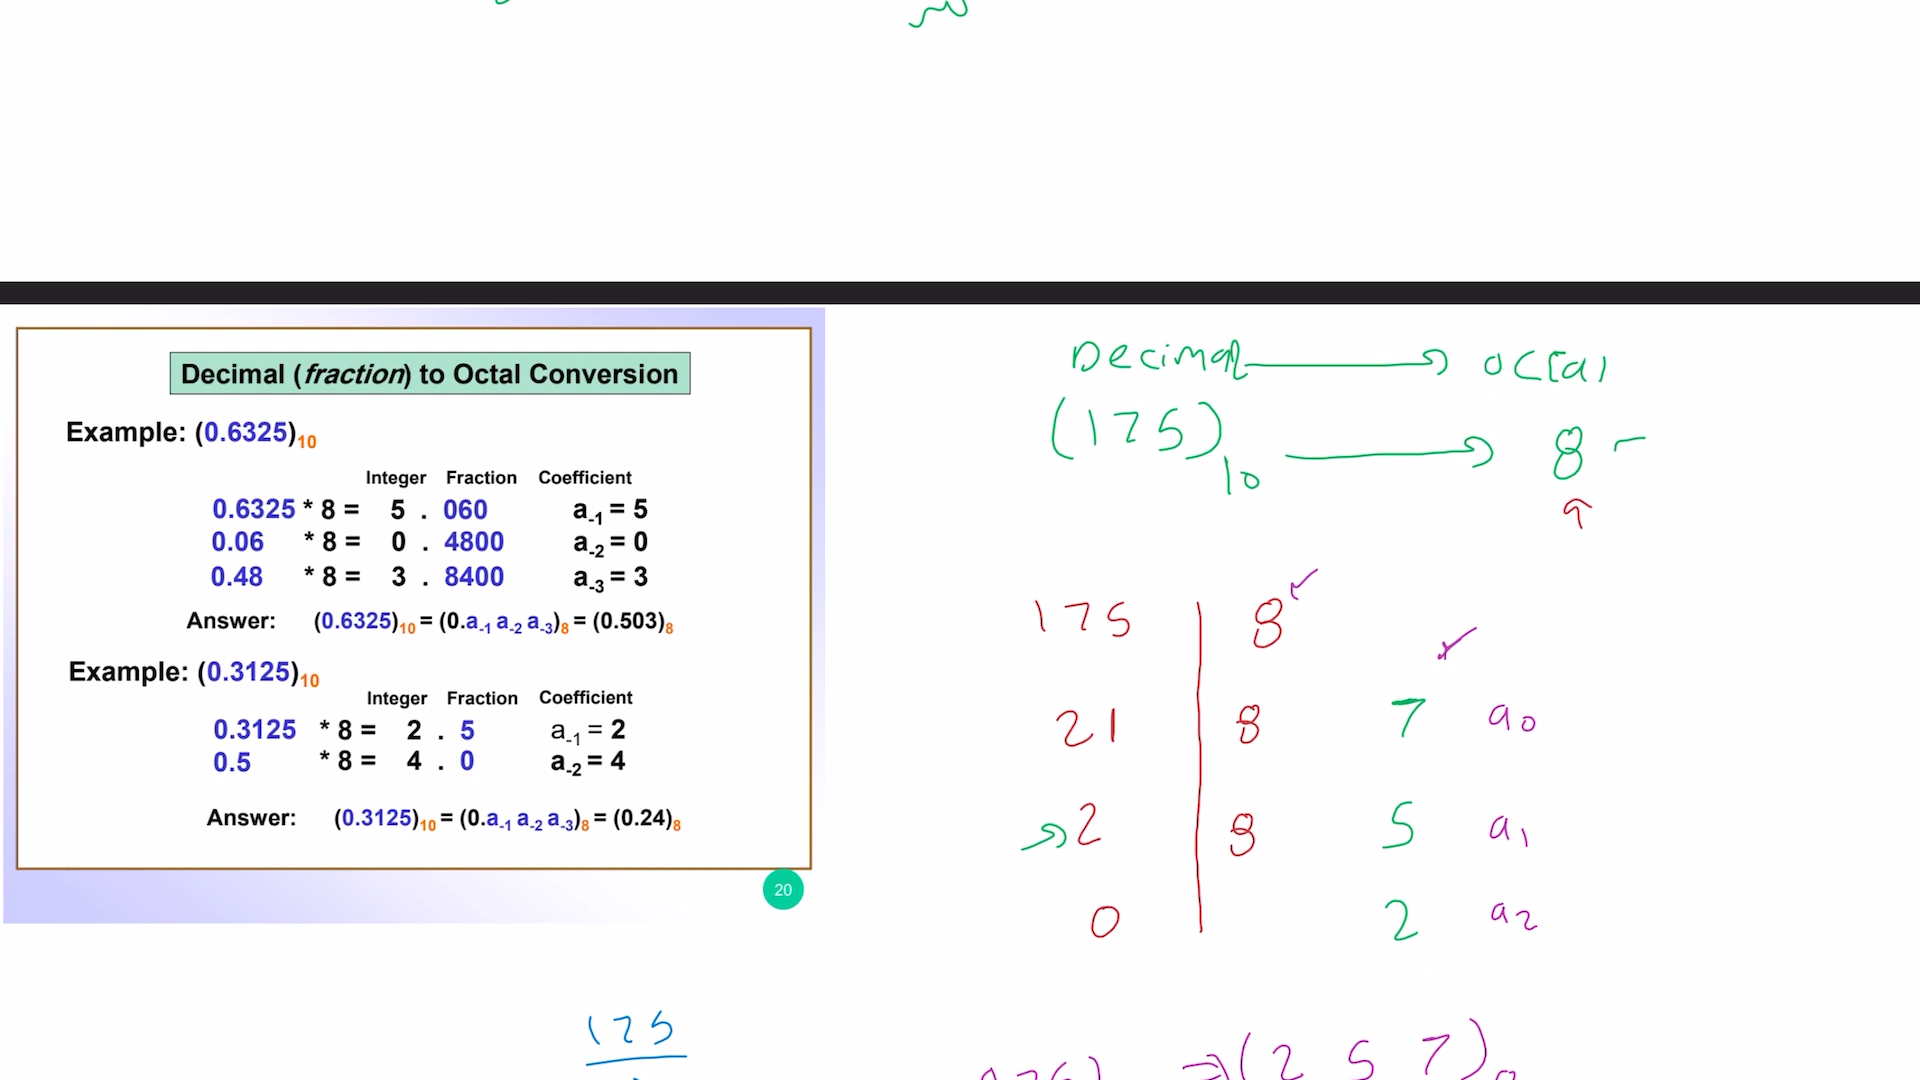 Decimal (fraction) to Octal Conversion
Example: (0.6325)10
Integer Fraction Coefficient
0.6325 * 8 = 5 . 060 a-1 = 5
0.06 * 8 = 0 . 4800 a-2 = 0
0.48 * 8 = 3 . 8400 a-3 = 3
Answer: (0.6325)10 = (0.a-1 a-2 a-3)8 = (0.503)8
Example: (0.3125)10
Integer Fraction Coefficient
0.3125 * 8 = 2 . 5 a-1 = 2
0.5 * 8 = 4 . 0 a-2 = 4
Answer: (0.3125)10 = (0.a-1 a-2 a-3)8 = (0.24)8
20
Decimal → octal
(175)10 → 8
9
175 8
21 8 7 a0
2 8 5 a1
0 2 a2
175
⇒ (2 5 7)